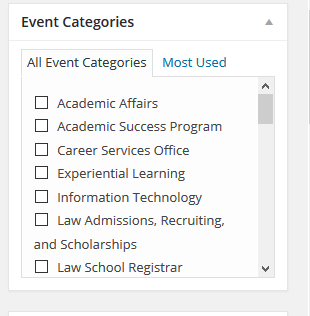 Event Categories
All Event Categories Most Used
Academic Affairs
Academic Success Program
Career Services Office
Experiential Learning
Information Technology
Law Admissions, Recruiting,
and Scholarships
Law School Registrar